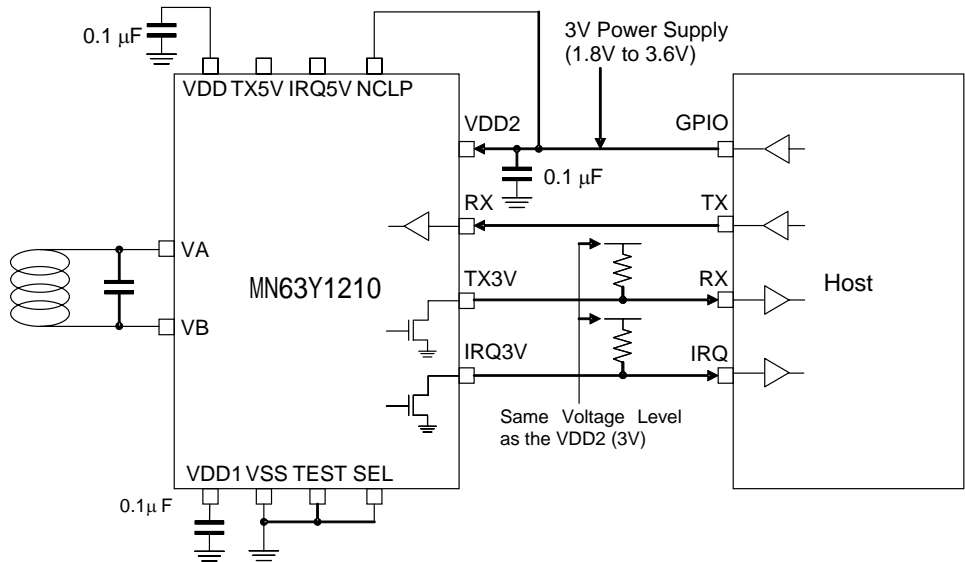 0.1 μF
3V Power Supply
(1.8V to 3.6V)
VDD TX5V IRQ5V NCLP
VDD2
GPIO
0.1 μF
RX
TX
VA
MN63Y1210
TX3V
RX
Host
VB
IRQ3V
IRQ
Same Voltage Level
as the VDD2 (3V)
VDD1 VSS TEST SEL
0.1μ F